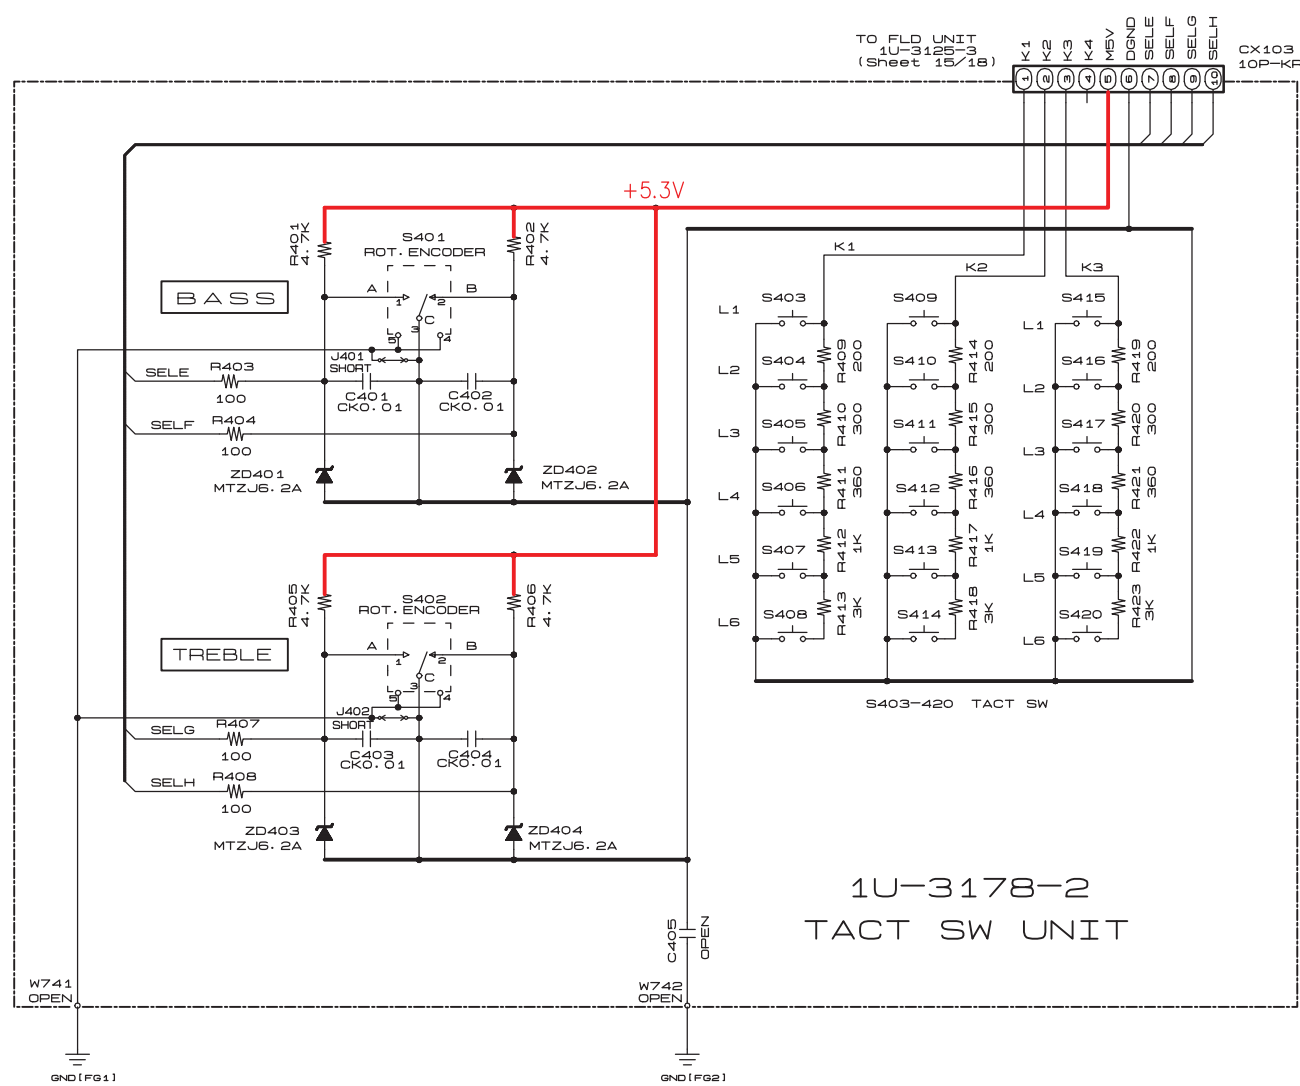 TO FLD UNIT
1U-3125-3
(Sheet 15/18)
K1
K2
K3
K4
M5V
DGND
SELE
SELF
SELG
SELH
1
2
3
4
5
6
7
8
9
10
CX103
10P-KR
+5.3V
R401
4.7K
S401
ROT.ENCODER
R402
4.7K
BASS
A
1
2
B
C
3
5
4
J401
SHORT
SELE
R403
100
C401
CK0.01
C402
CK0.01
SELF
R404
100
ZD401
MTZJ6.2A
ZD402
MTZJ6.2A
R405
4.7K
S402
ROT.ENCODER
R406
4.7K
TREBLE
A
1
2
B
C
3
5
4
J402
SHORT
SELG
R407
100
C403
CK0.01
C404
CK0.01
SELH
R408
100
ZD403
MTZJ6.2A
ZD404
MTZJ6.2A
K1
K2
K3
L1
S403
S409
L1
S415
R409
200
R414
200
R419
200
L2
S404
S410
L2
S416
R410
300
R415
300
R420
300
L3
S405
S411
L3
S417
R411
360
R416
360
R421
360
L4
S406
S412
L4
S418
R412
1K
R417
1K
R422
1K
L5
S407
S413
L5
S419
R413
3K
R418
3K
R423
3K
L6
S408
S414
L6
S420
S403-420 TACT SW
1U-3178-2
TACT SW UNIT
C405
Z
OPEN
W741
OPEN
W742
OPEN
GND[FG1]
GND[FG2]